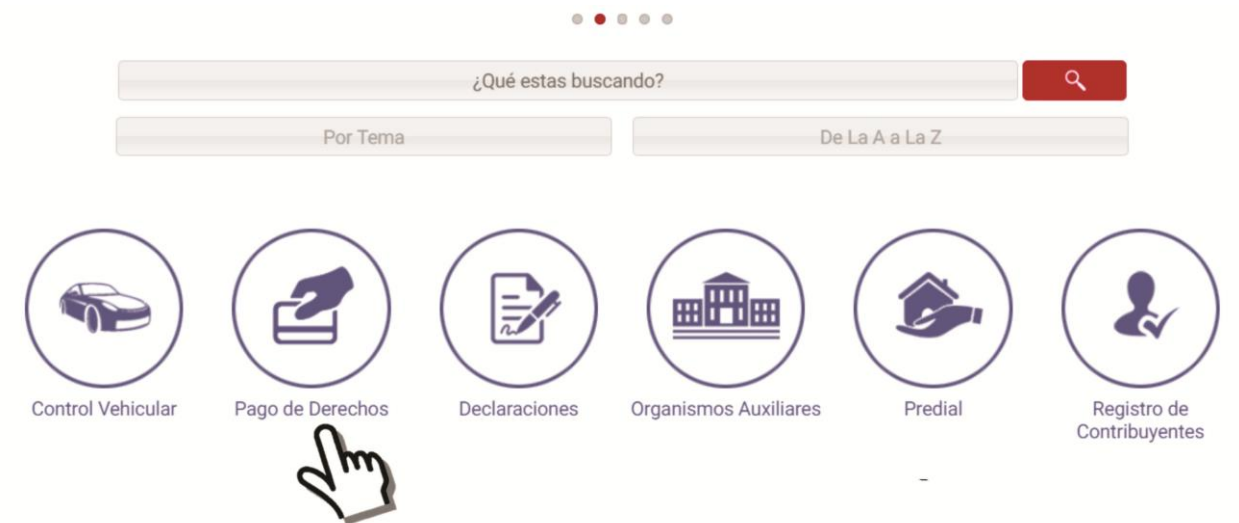 ¿Qué estas buscando?
Por Tema
De La A a La Z
Control Vehicular
Pago de Derechos
Declaraciones
Organismos Auxiliares
Predial
Registro de
Contribuyentes